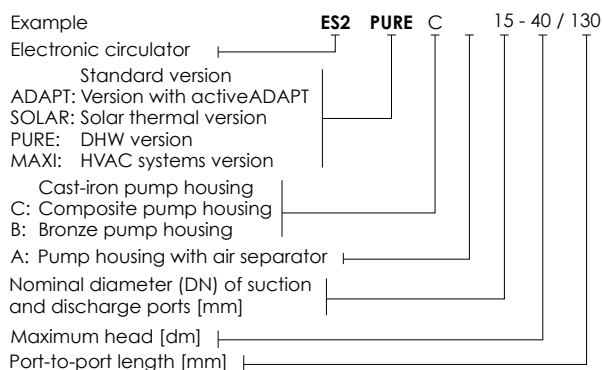 Example ES2 PURE C 15 - 40 / 130
Electronic circulator
Standard version
ADAPT: Version with activeADAPT
SOLAR: Solar thermal version
PURE: DHW version
MAXI: HVAC systems version
Cast-iron pump housing
C: Composite pump housing
B: Bronze pump housing
A: Pump housing with air separator
Nominal diameter (DN) of suction
and discharge ports [mm]
Maximum head [dm]
Port-to-port length [mm]